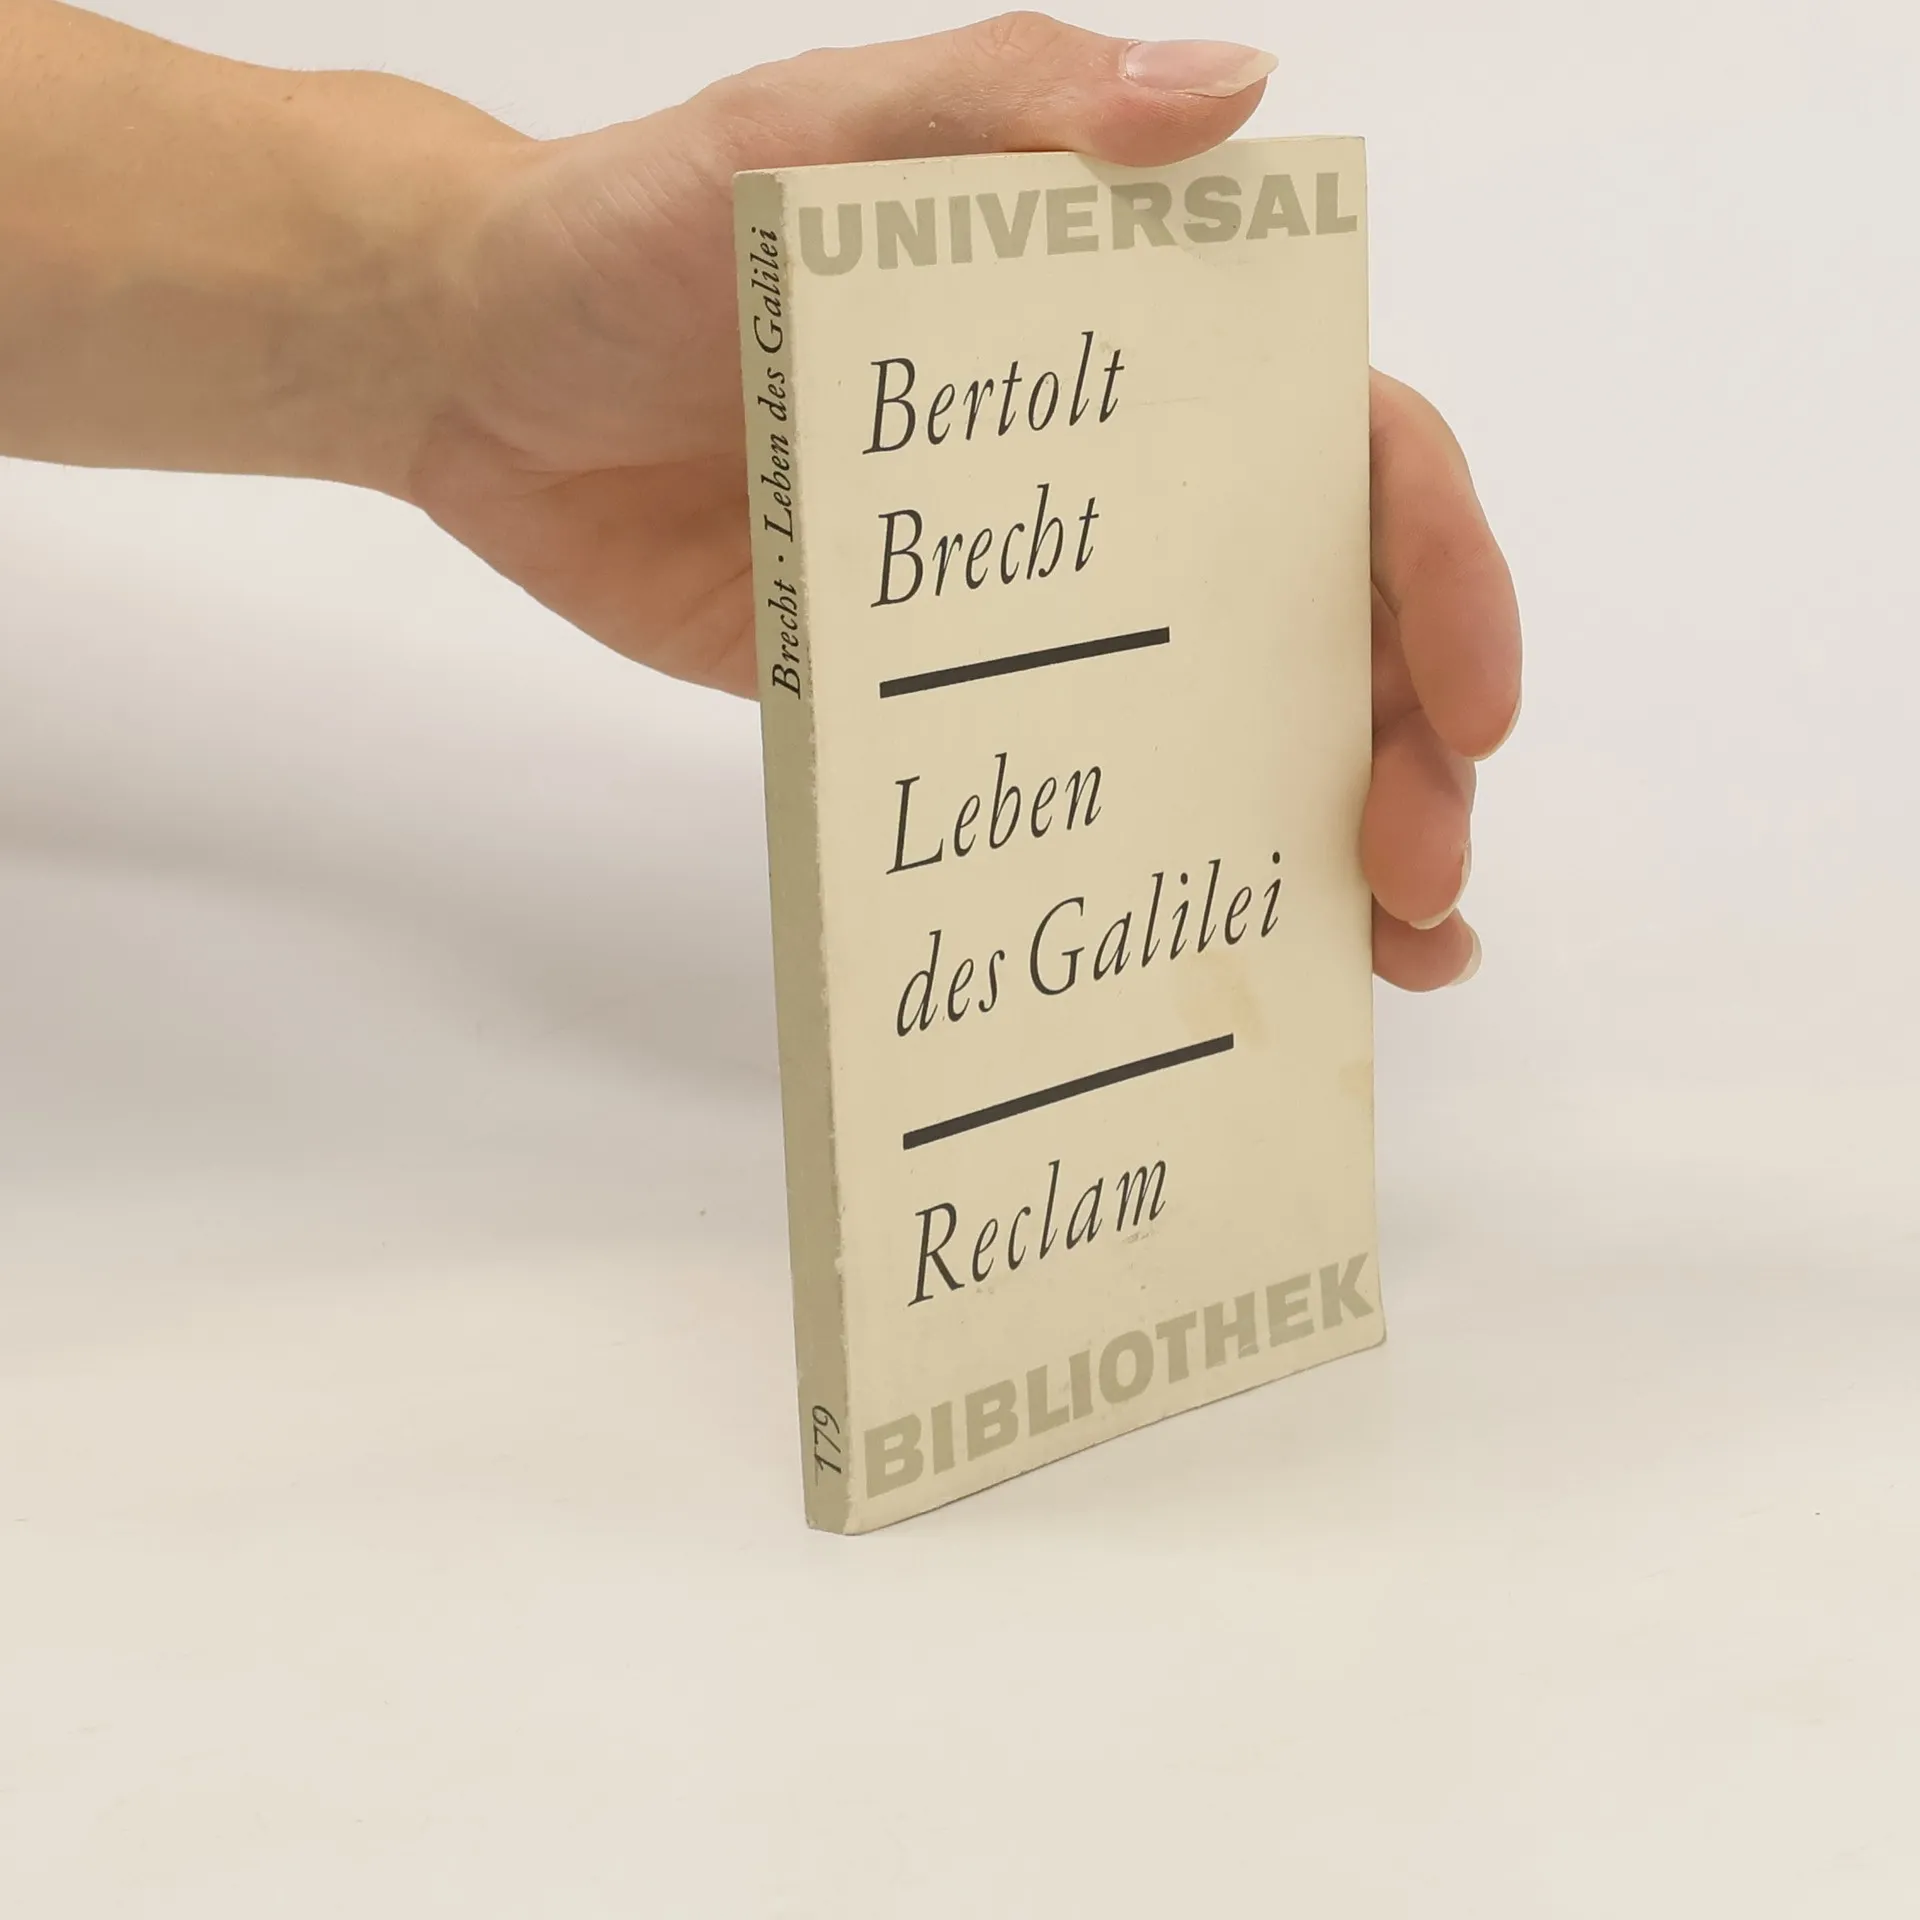 UNIVERSAL
Bertolt
Brecht
Leben
des Galilei
Reclam
BIBLIOTHEK
Brecht · Leben des Galilei
179